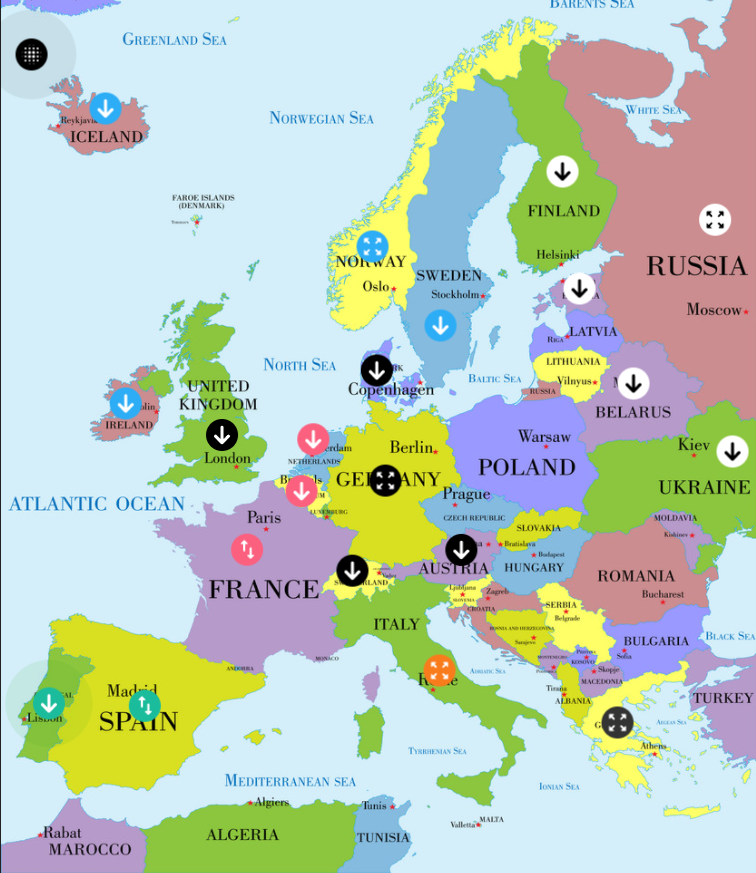 BARENTS SEA
GREENLAND SEA
WHITE SEA
Reykjavik
ICELAND
NORWEGIAN SEA
FAROE ISLANDS
(DENMARK)
FINLAND
Helsinki
NORWAY
RUSSIA
SWEDEN
Oslo
Stockholm
Moscow
RIGA
LATVIA
NORTH SEA
LITHUANIA
BALTIC SEA
Vilnyus
RUSSIA
Copenhagen
UNITED
KINGDOM
BELARUS
IRELAND
London
Berlin
Warsaw
Kiev
NETHERLANDS
POLAND
GERMANY
UKRAINE
Prague
ATLANTIC OCEAN
LUXEMBURG
CZECH REPUBLIC
MOLDAVIA
Paris
SLOVAKIA
Kishinev
Bratislava
Budapest
AUSTRIA
HUNGARY
FRANCE
ROMANIA
Ljubljana
Zagreb
SLOVENIA
Bucharest
CROATIA
SERBIA
Belgrade
ITALY
BOSNIA AND HERZEGOVINA
Sarajevo
BLACK SEA
BULGARIA
MONACO
Sofia
KOSOVO
ANDORRA
ADRIATIC SEA
Skopje
MACEDONIA
Rome
Tirana
Madrid
TURKEY
ALBANIA
Lisbon
SPAIN
AEGEAN SEA
Athens
TYRRHENIAN SEA
MEDITERRANEAN SEA
IONIAN SEA
Algiers
Tunis
MALTA
Valletta
Rabat
ALGERIA
TUNISIA
MAROCCO